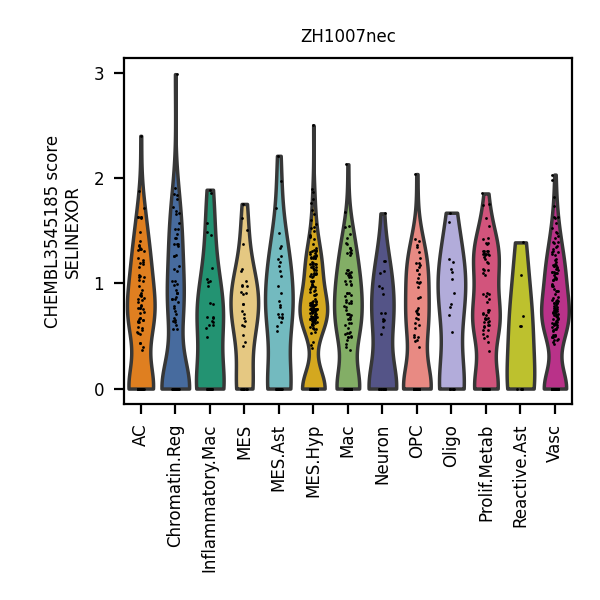 ZH1007nec
CHEMBL3545185 score
SELINEXOR
3
2
1
0
AC
Chromatin.Reg
Inflammatory.Mac
MES
MES.Ast
MES.Hyp
Mac
Neuron
OPC
Oligo
Prolif.Metab
Reactive.Ast
Vasc